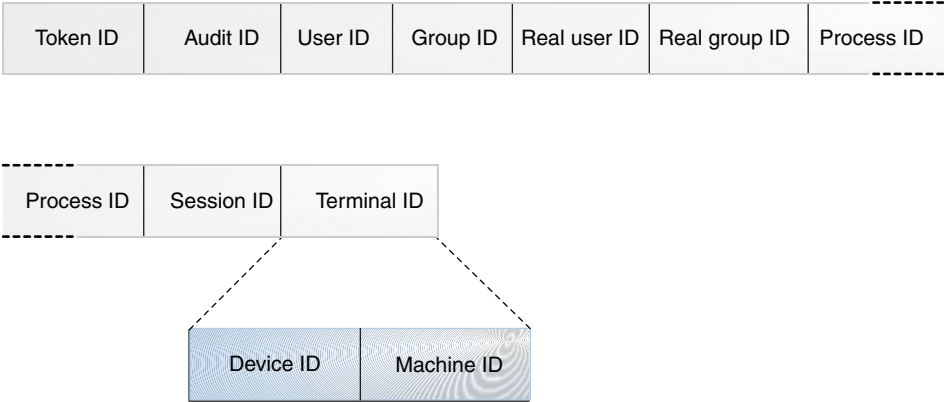 Token ID Audit ID User ID Group ID Real user ID Real group ID Process ID
Process ID Session ID Terminal ID
Device ID Machine ID